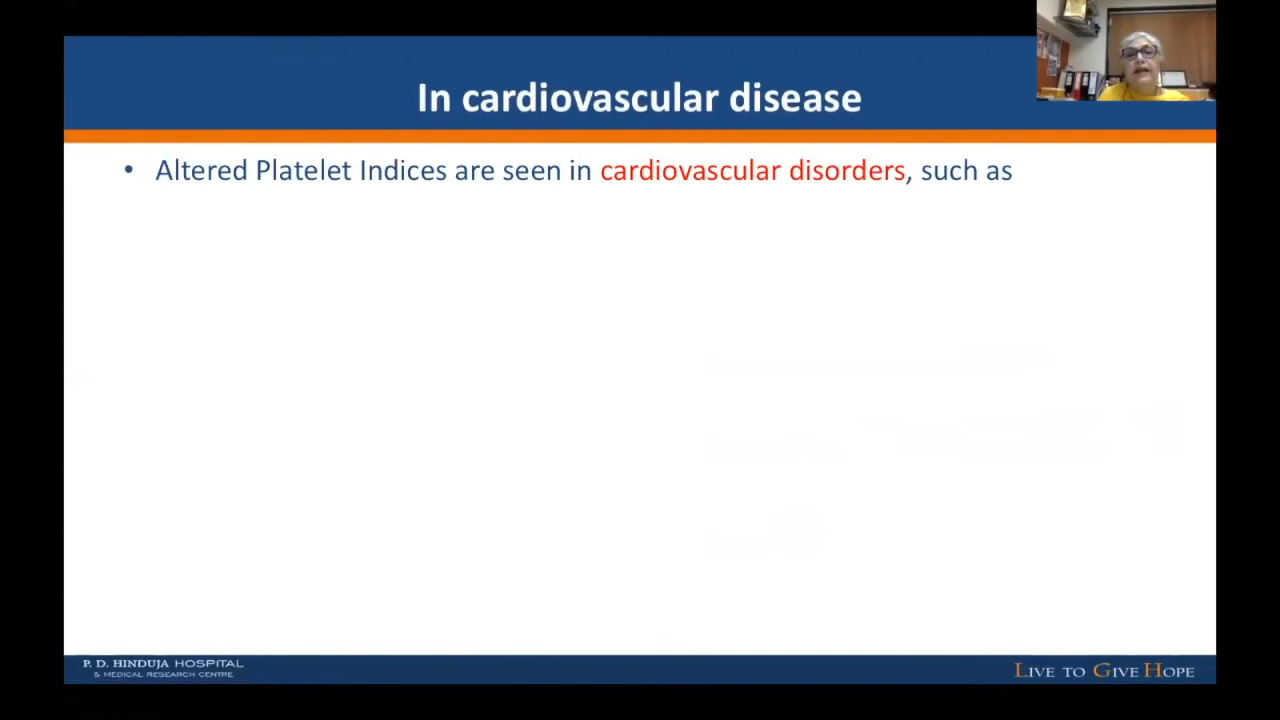 In cardiovascular disease
• Altered Platelet Indices are seen in cardiovascular disorders, such as
P. D. HINDUJA HOSPITAL
& MEDICAL RESEARCH CENTRE
LIVE TO GIVE HOPE